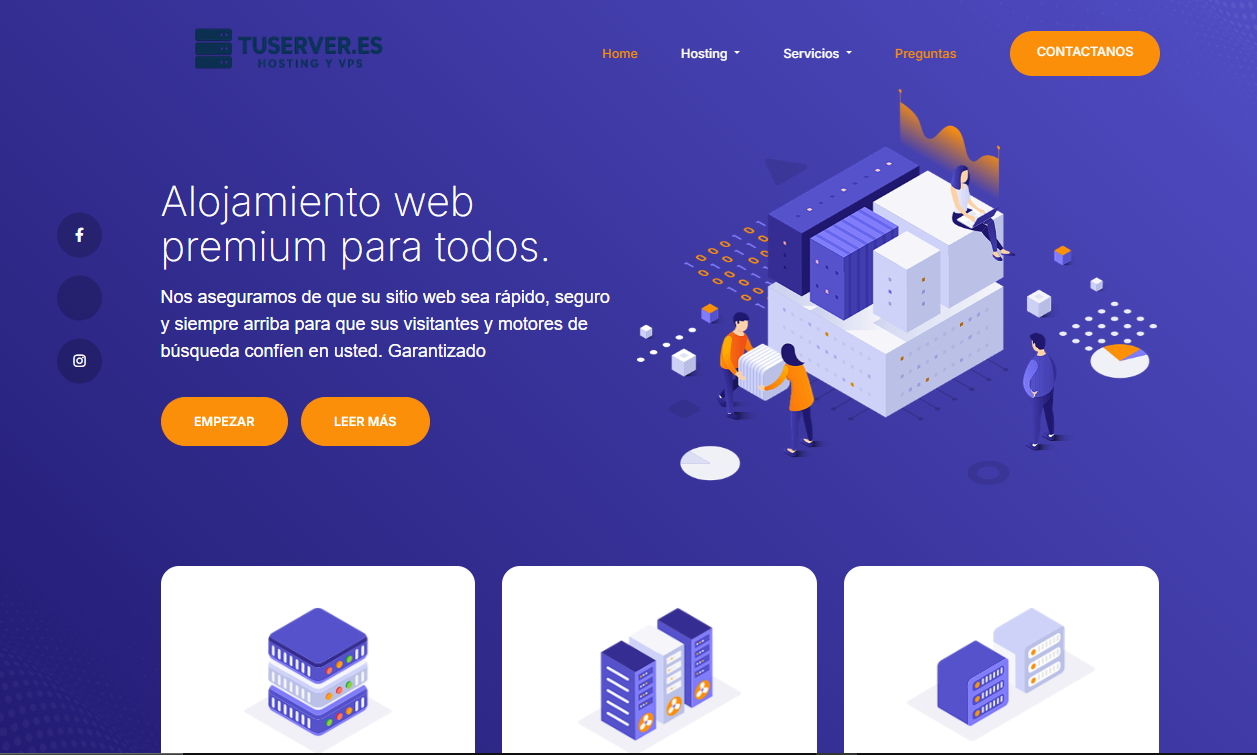 TUSERVER.ES
HOSTING Y VPS
Home
Hosting
Servicios
Preguntas
CONTACTANOS
Alojamiento web
premium para todos.
Nos aseguramos de que su sitio web sea rápido, seguro
y siempre arriba para que sus visitantes y motores de
búsqueda confíen en usted. Garantizado
EMPEZAR
LEER MÁS